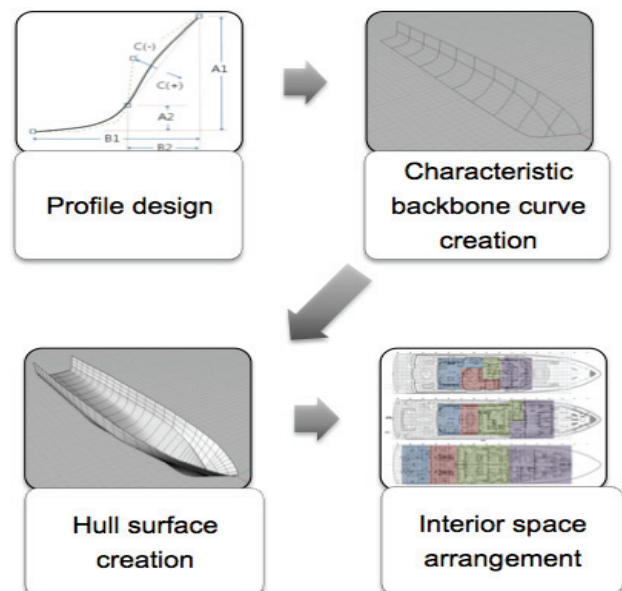 C(-)
C(+)
A1
A2
B1
B2
Profile design
Characteristic
backbone curve
creation
Hull surface
creation
Interior space
arrangement